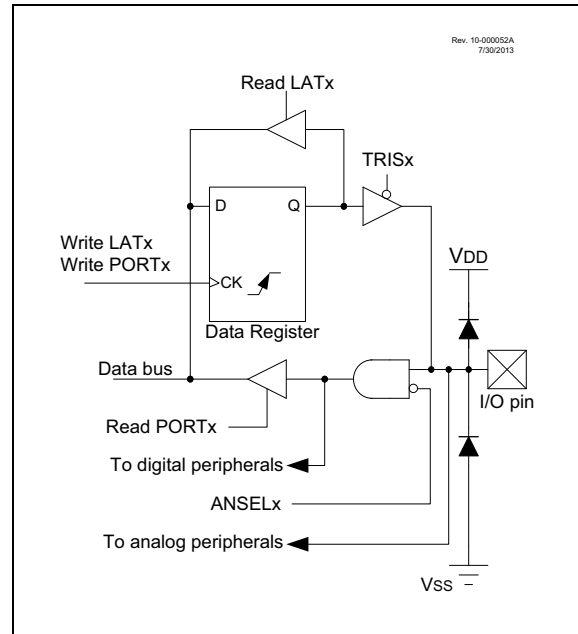 Rev. 10-000052A
7/30/2013
Read LATx
TRISx
D
Q
Write LATx
Write PORTx
CK
VDD
Data Register
Data bus
I/O pin
Read PORTx
To digital peripherals
ANSELx
To analog peripherals
Vss